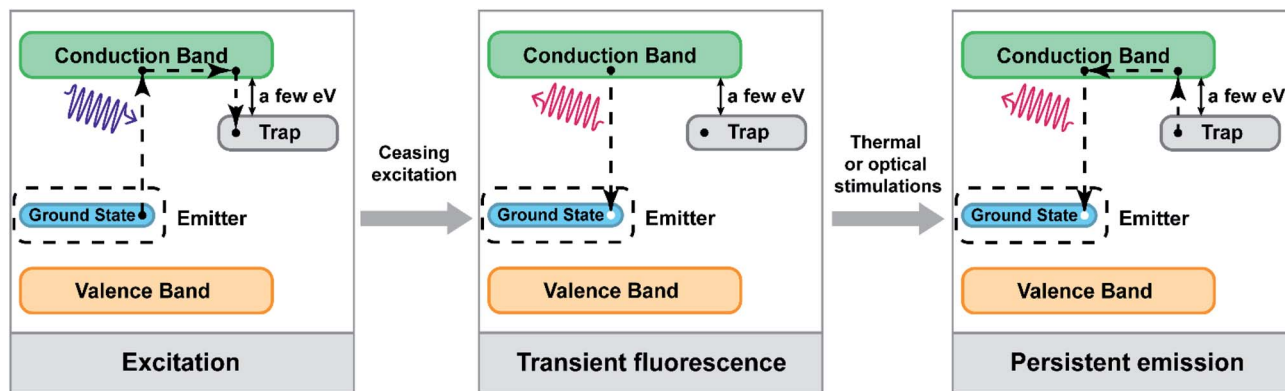 Conduction Band
a few eV
Trap
Ground State
Emitter
Valence Band
Excitation
Ceasing
excitation
Conduction Band
a few eV
Trap
Ground State
Emitter
Valence Band
Transient fluorescence
Thermal
or optical
stimulations
Conduction Band
a few eV
Trap
Ground State
Emitter
Valence Band
Persistent emission